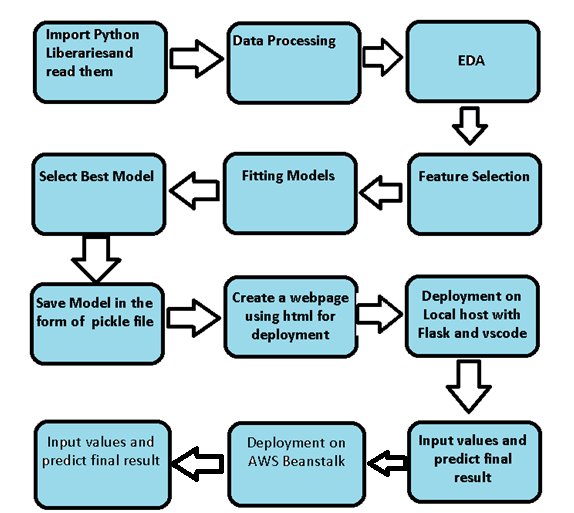 Import Python
Liberariesand
read them
Data Processing
EDA
Select Best Model
Fitting Models
Feature Selection
Save Model in the
form of pickle file
Create a webpage
using html for
deployment
Deployment on
Local host with
Flask and vscode
Input values and
predict final result
Deployment on
AWS Beanstalk
Input values and
predict final
result